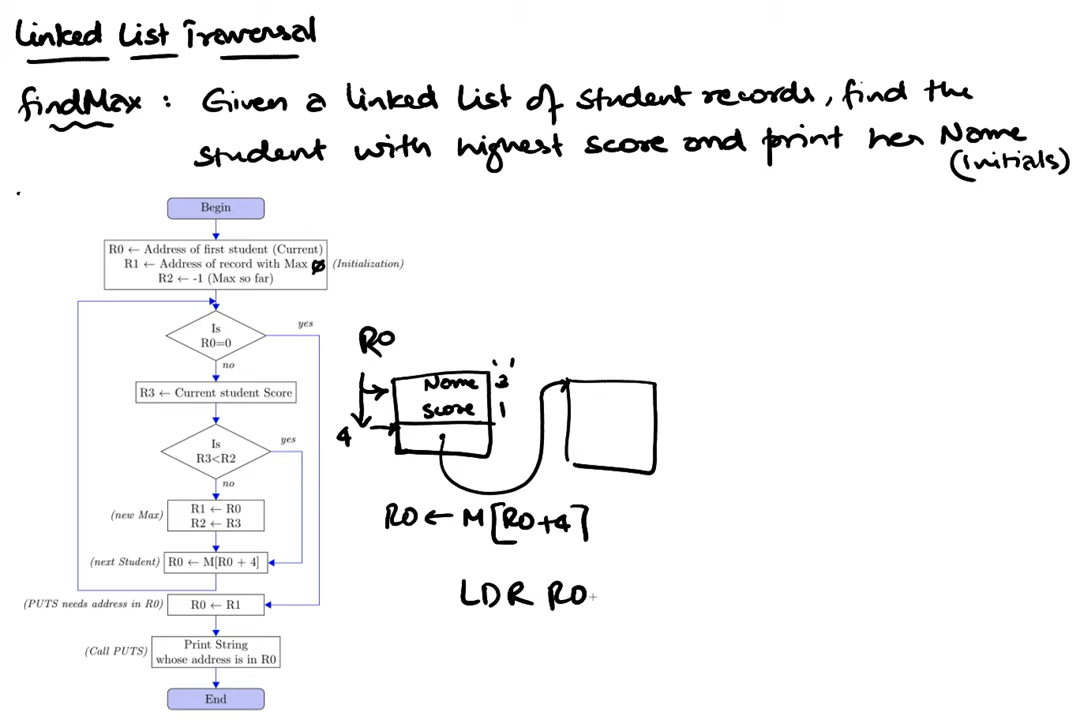 Linked List Traversal
findMax : Given a linked list of student records, find the
student with highest score and print her Name
(initials)
Begin
R0 ← Address of first student (Current)
R1 ← Address of record with Max
R2 ← -1 (Max so far)
(Initialization)
Is
R0=0
yes
no
R3 ← Current student Score
Is
R3<R2
yes
no
(new Max)
R1 ← R0
R2 ← R3
(next Student)
R0 ← M[R0 + 4]
(PUTS needs address in R0)
R0 ← R1
(Call PUTS)
Print String
whose address is in R0
End
R0
Name
score 1
4
R0 ← M[R0+4]
LDR R0